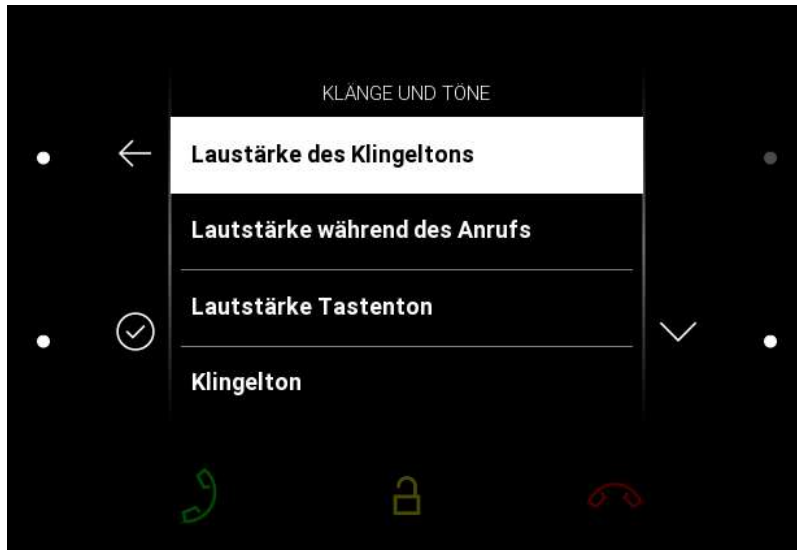 KLÄNGE UND TÖNE
Laustärke des Klingeltons
Lautstärke während des Anrufs
Lautstärke Tastenton
Klingelton